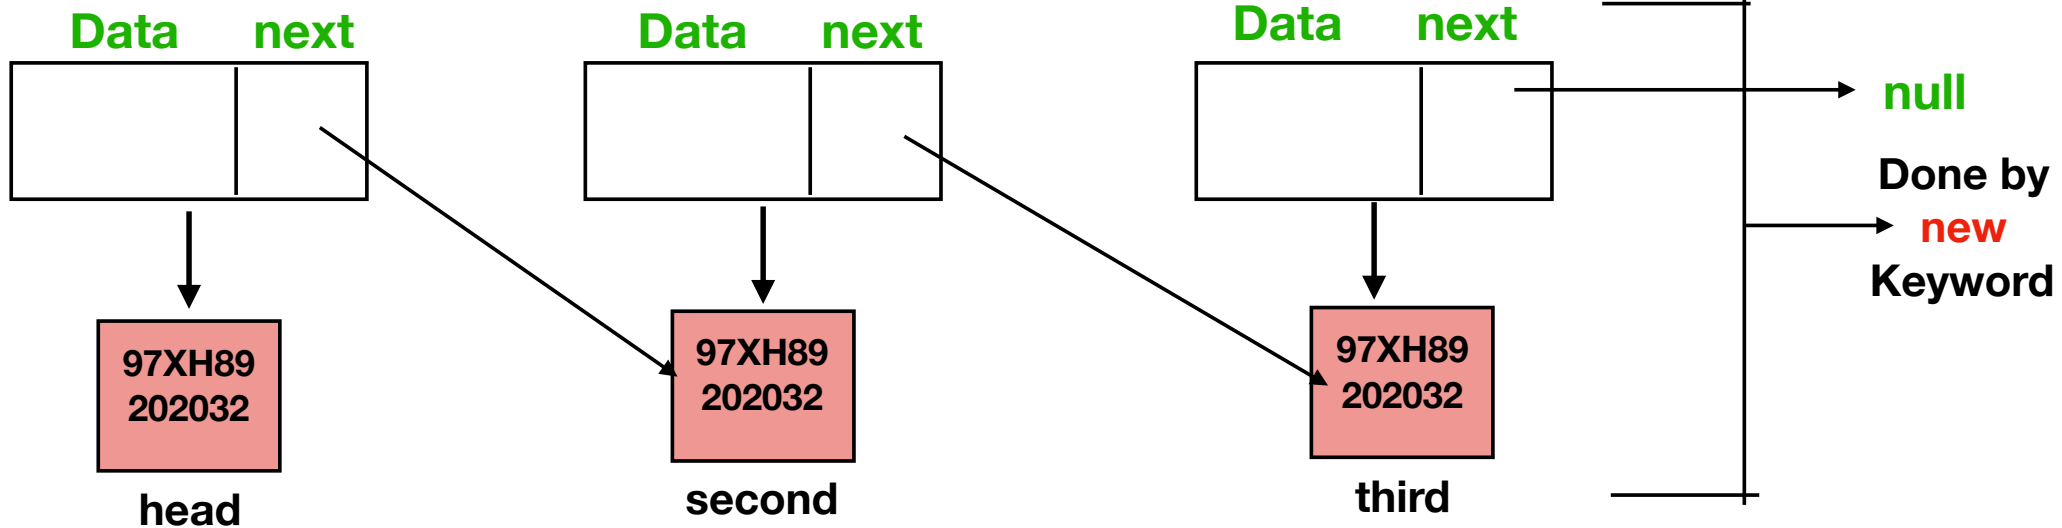 Data next
Data next
Data next
null
Done by
new
Keyword
97XH89
202032
head
97XH89
202032
second
97XH89
202032
third